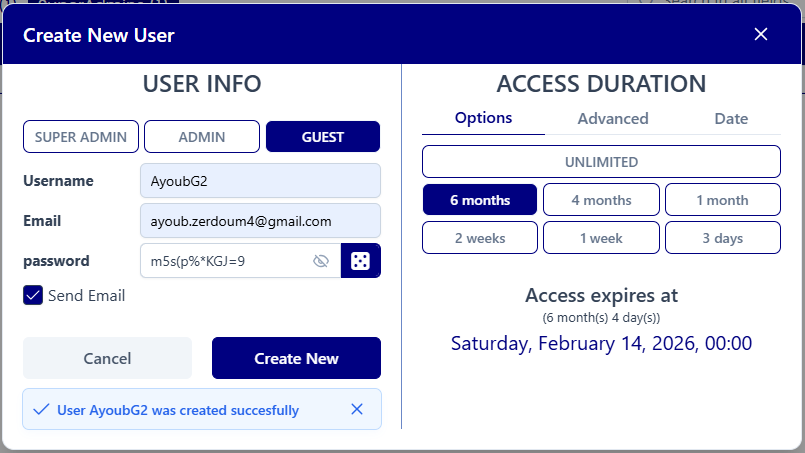 Create New User
USER INFO
SUPER ADMIN ADMIN GUEST
Username AyoubG2
Email ayoub.zerdoum4@gmail.com
password m5s(p%*KGJ=9
Send Email
Cancel Create New
User AyoubG2 was created succesfully
ACCESS DURATION
Options Advanced Date
UNLIMITED
6 months 4 months 1 month
2 weeks 1 week 3 days
Access expires at
(6 month(s) 4 day(s))
Saturday, February 14, 2026, 00:00